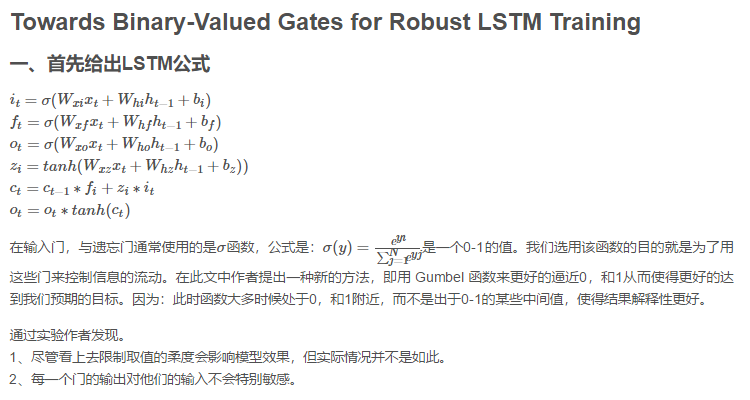 Towards Binary-Valued Gates for Robust LSTM Training
一、首先给出LSTM公式
i_t = σ(W_{xi}x_t + W_{hi}h_{t−1} + b_i)
f_t = σ(W_{xf}x_t + W_{hf}h_{t−1} + b_f)
o_t = σ(W_{xo}x_t + W_{ho}h_{t−1} + b_o)
z_i = tanh(W_{xz}x_t + W_{hz}h_{t−1} + b_z))
c_t = c_{t−1} ∗ f_i + z_i ∗ i_t
o_t = o_t ∗ tanh(c_t)
在输入门，与遗忘门通常使用的是σ函数，公式是：σ(y) = \frac{e^{yi}}{\sum_{j=1}^{N} e^{yj}}是一个0-1的值。我们选用该函数的目的就是为了用
这些门来控制信息的流动。在此文中作者提出一种新的方法，即用 Gumbel 函数来更好的逼近0，和1从而使得更好的达
到我们预期的目标。因为：此时函数大多时候处于0，和1附近，而不是出于0-1的某些中间值，使得结果解释性更好。
通过实验作者发现。
1、尽管看上去限制取值的柔度会影响模型效果，但实际情况并不是如此。
2、每一个门的输出对他们的输入不会特别敏感。